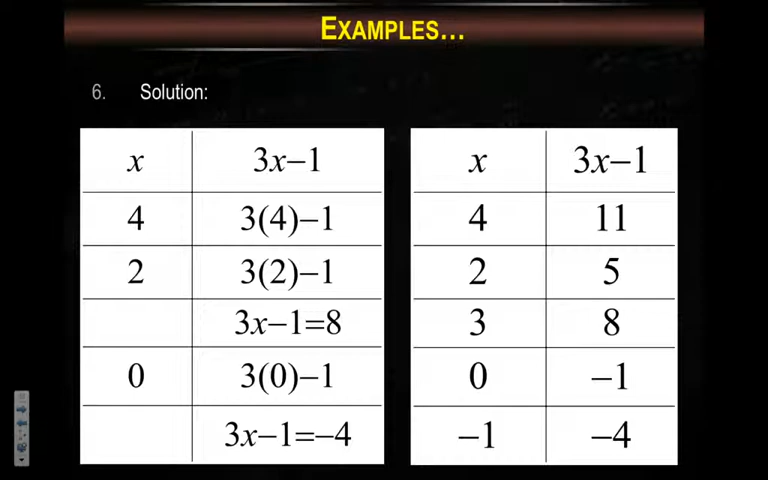 EXAMPLES...
6. Solution:
x 3x−1 x 3x−1
4 3(4)−1 4 11
2 3(2)−1 2 5
3x−1=8 3 8
0 3(0)−1 0 −1
3x−1=−4 −1 −4